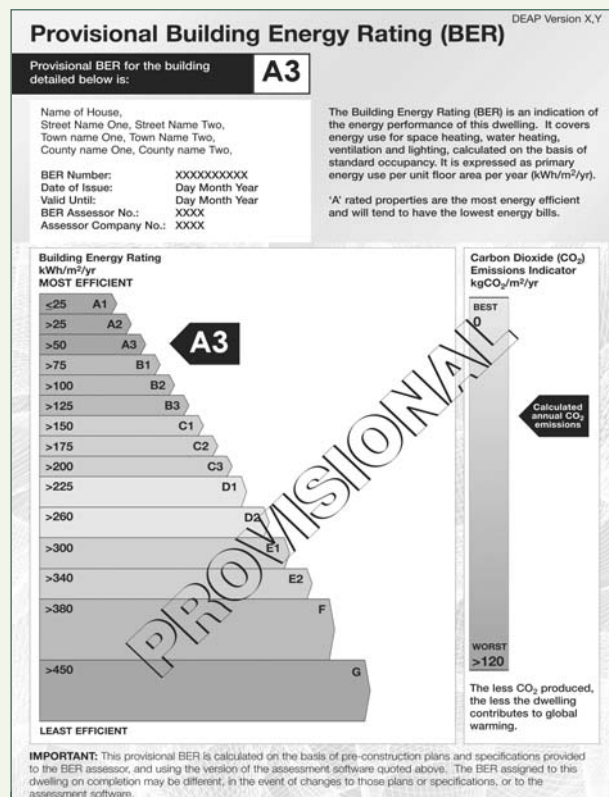 DEAP Version X,Y
Provisional Building Energy Rating (BER)
Provisional BER for the building
detailed below is:
A3
Name of House,
Street Name One, Street Name Two,
Town name One, Town Name Two,
County name One, County name Two,
BER Number: XXXXXXXXXX
Date of Issue: Day Month Year
Valid Until: Day Month Year
BER Assessor No.: XXXX
Assessor Company No.: XXXX
The Building Energy Rating (BER) is an indication of
the energy performance of this dwelling. It covers
energy use for space heating, water heating,
ventilation and lighting, calculated on the basis of
standard occupancy. It is expressed as primary
energy use per unit floor area per year (kWh/m²/yr).
'A' rated properties are the most energy efficient
and will tend to have the lowest energy bills.
Building Energy Rating
kWh/m²/yr
MOST EFFICIENT
≤25 A1
>25 A2
>50 A3
A3
>75 B1
>100 B2
>125 B3
>150 C1
>175 C2
>200 C3
>225 D1
>260 D2
>300 E1
>340 E2
>380 F
>450 G
LEAST EFFICIENT
PROVISIONAL
Carbon Dioxide (CO₂)
Emissions Indicator
kgCO₂/m²/yr
BEST
0
Calculated
annual CO₂
emissions
WORST
>120
The less CO₂ produced,
the less the dwelling
contributes to global
warming.
IMPORTANT: This provisional BER is calculated on the basis of pre-construction plans and specifications provided
to the BER assessor, and using the version of the assessment software quoted above. The BER assigned to this
dwelling on completion may be different, in the event of changes to those plans or specifications, or to the
assessment software.